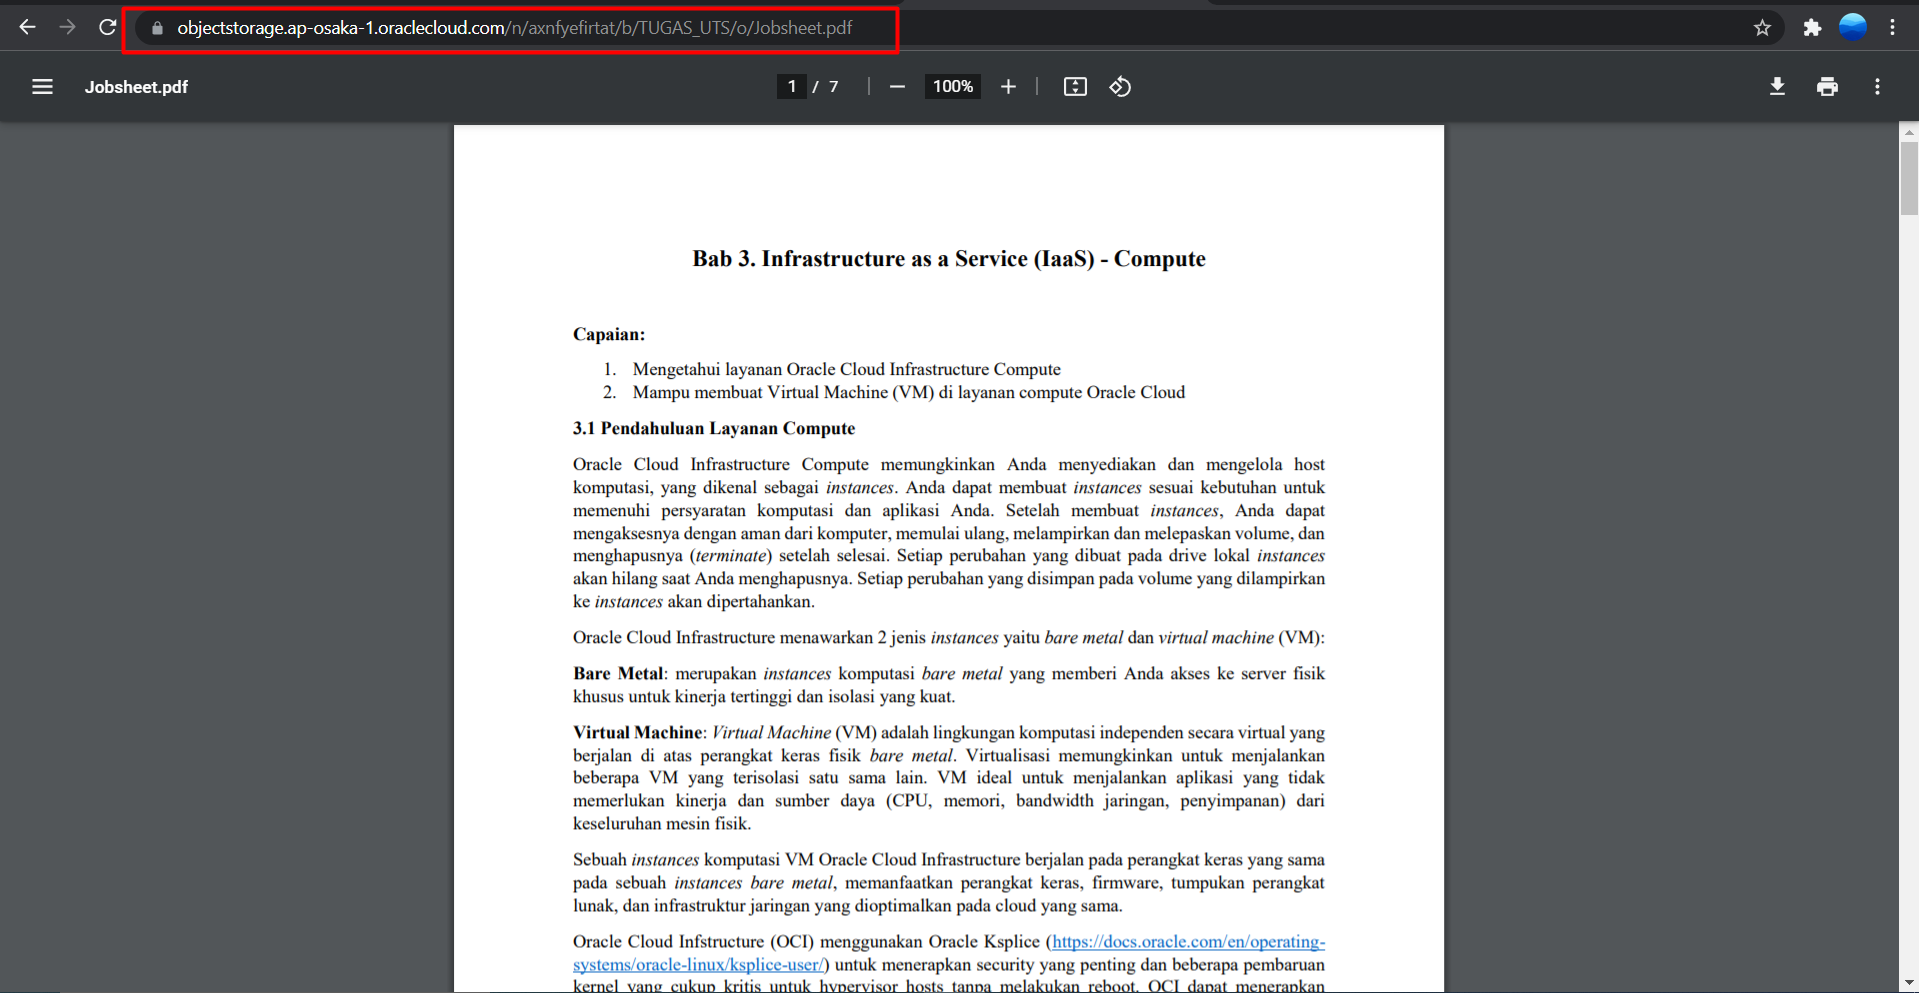 objectstorage.ap-osaka-1.oraclecloud.com/n/axnfyefirtat/b/TUGAS_UTS/o/Jobsheet.pdf
Jobsheet.pdf
1 / 7
100%
Bab 3. Infrastructure as a Service (IaaS) - Compute
Capaian:
1. Mengetahui layanan Oracle Cloud Infrastructure Compute
2. Mampu membuat Virtual Machine (VM) di layanan compute Oracle Cloud
3.1 Pendahuluan Layanan Compute
Oracle Cloud Infrastructure Compute memungkinkan Anda menyediakan dan mengelola host
komputasi, yang dikenal sebagai instances. Anda dapat membuat instances sesuai kebutuhan untuk
memenuhi persyaratan komputasi dan aplikasi Anda. Setelah membuat instances, Anda dapat
mengaksesnya dengan aman dari komputer, memulai ulang, melampirkan dan melepaskan volume, dan
menghapusnya (terminate) setelah selesai. Setiap perubahan yang dibuat pada drive lokal instances
akan hilang saat Anda menghapusnya. Setiap perubahan yang disimpan pada volume yang dilampirkan
ke instances akan dipertahankan.
Oracle Cloud Infrastructure menawarkan 2 jenis instances yaitu bare metal dan virtual machine (VM):
Bare Metal: merupakan instances komputasi bare metal yang memberi Anda akses ke server fisik
khusus untuk kinerja tertinggi dan isolasi yang kuat.
Virtual Machine: Virtual Machine (VM) adalah lingkungan komputasi independen secara virtual yang
berjalan di atas perangkat keras fisik bare metal. Virtualisasi memungkinkan untuk menjalankan
beberapa VM yang terisolasi satu sama lain. VM ideal untuk menjalankan aplikasi yang tidak
memerlukan kinerja dan sumber daya (CPU, memori, bandwidth jaringan, penyimpanan) dari
keseluruhan mesin fisik.
Sebuah instances komputasi VM Oracle Cloud Infrastructure berjalan pada perangkat keras yang sama
pada sebuah instances bare metal, memanfaatkan perangkat keras, firmware, tumpukan perangkat
lunak, dan infrastruktur jaringan yang dioptimalkan pada cloud yang sama.
Oracle Cloud Infstructure (OCI) menggunakan Oracle Ksplice (https://docs.oracle.com/en/operating-
systems/oracle-linux/ksplice-user/) untuk menerapkan security yang penting dan beberapa pembaruan
kernel yang cukup kritis untuk hypervisor hosts tanpa melakukan reboot. OCI dapat menerapkan